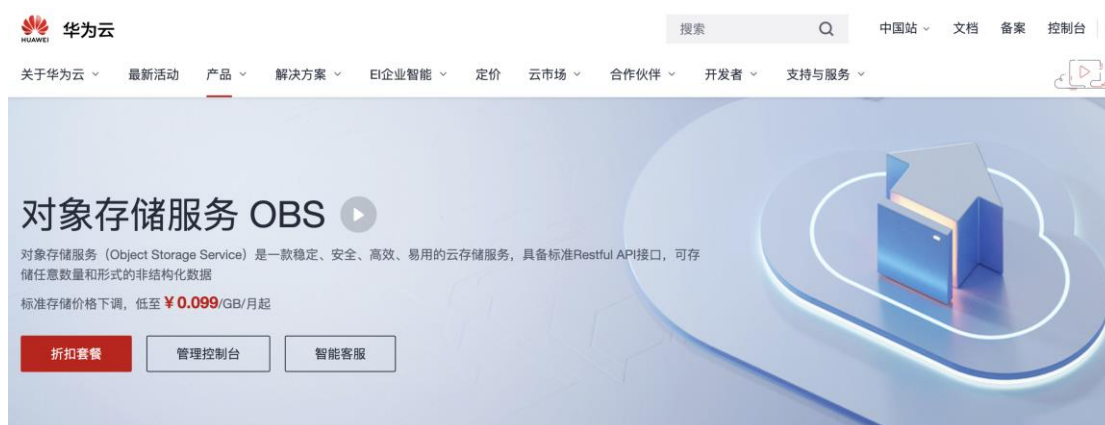 HUAWEI
华为云
搜索
中国站
文档
备案
控制台
关于华为云
最新活动
产品
解决方案
EI企业智能
定价
云市场
合作伙伴
开发者
支持与服务
对象存储服务 OBS
对象存储服务（Object Storage Service）是一款稳定、安全、高效、易用的云存储服务，具备标准Restful API接口，可存
储任意数量和形式的非结构化数据
标准存储价格下调，低至 ¥ 0.099/GB/月起
折扣套餐
管理控制台
智能客服